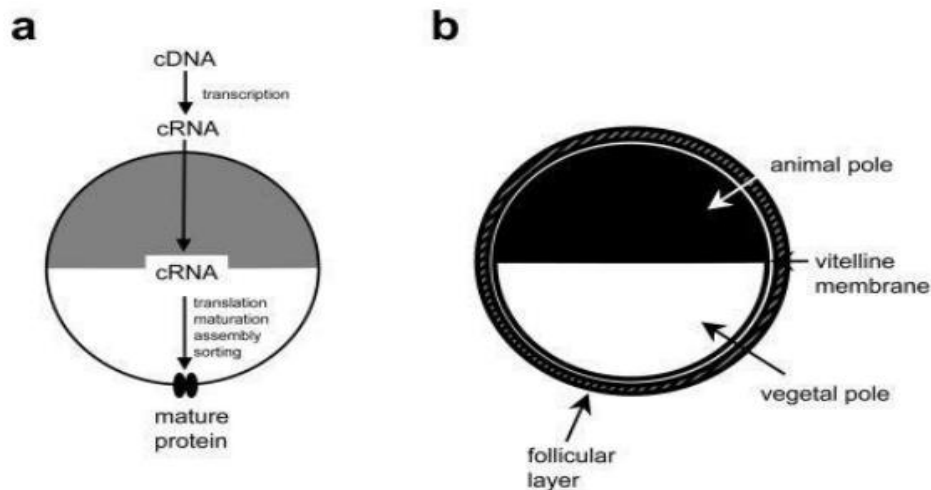 a
cDNA
transcription
cRNA
cRNA
translation
maturation
assembly
sorting
mature
protein
b
animal pole
vitelline
membrane
vegetal pole
follicular
layer